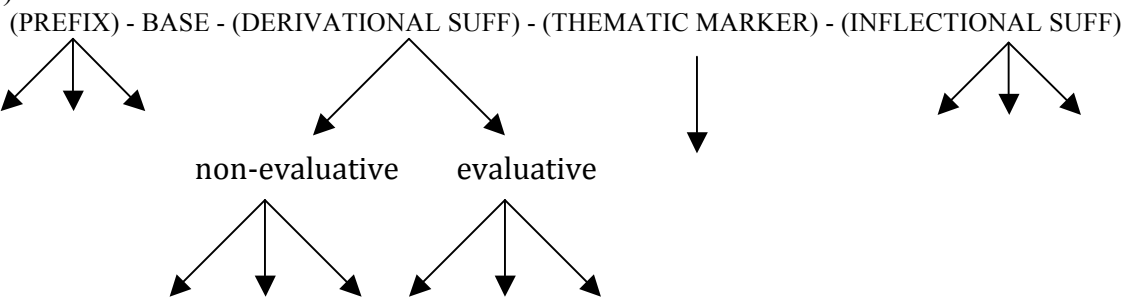 )
(PREFIX) - BASE - (DERIVATIONAL SUFF) - (THEMATIC MARKER) - (INFLECTIONAL SUFF)
non-evaluative evaluative